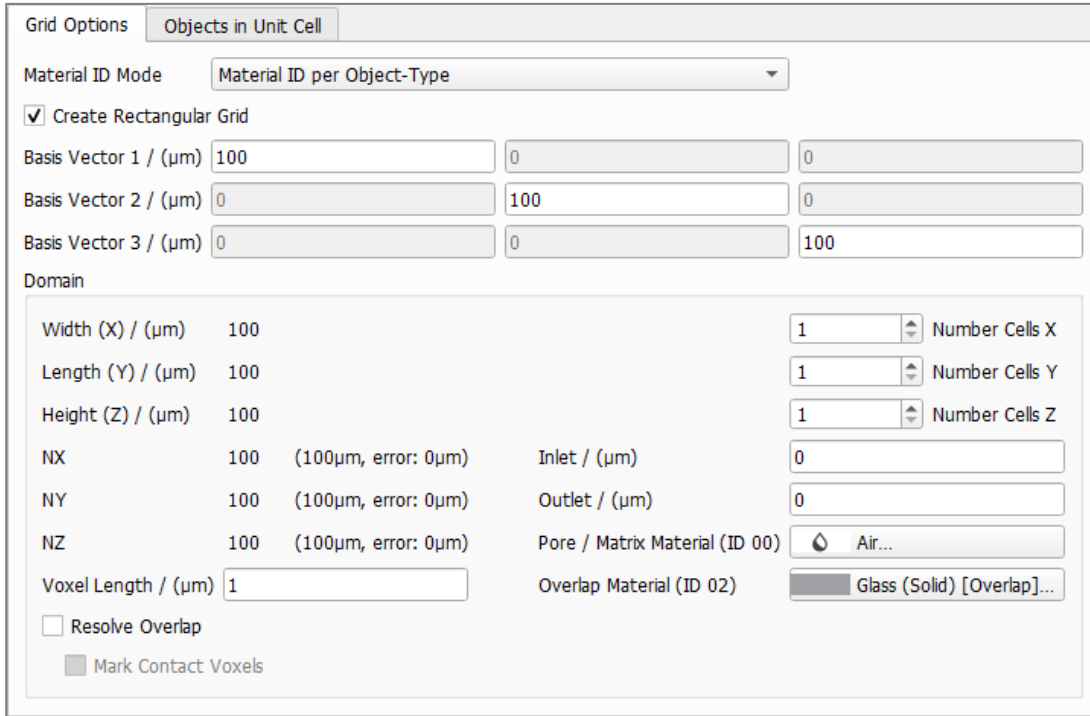 Grid Options Objects in Unit Cell
Material ID Mode Material ID per Object-Type
Create Rectangular Grid
Basis Vector 1 / (µm) 100 0 0
Basis Vector 2 / (µm) 0 100 0
Basis Vector 3 / (µm) 0 0 100
Domain
Width (X) / (µm) 100 1 Number Cells X
Length (Y) / (µm) 100 1 Number Cells Y
Height (Z) / (µm) 100 1 Number Cells Z
NX 100 (100µm, error: 0µm) Inlet / (µm) 0
NY 100 (100µm, error: 0µm) Outlet / (µm) 0
NZ 100 (100µm, error: 0µm) Pore / Matrix Material (ID 00) Air...
Voxel Length / (µm) 1 Overlap Material (ID 02) Glass (Solid) [Overlap]...
Resolve Overlap
Mark Contact Voxels